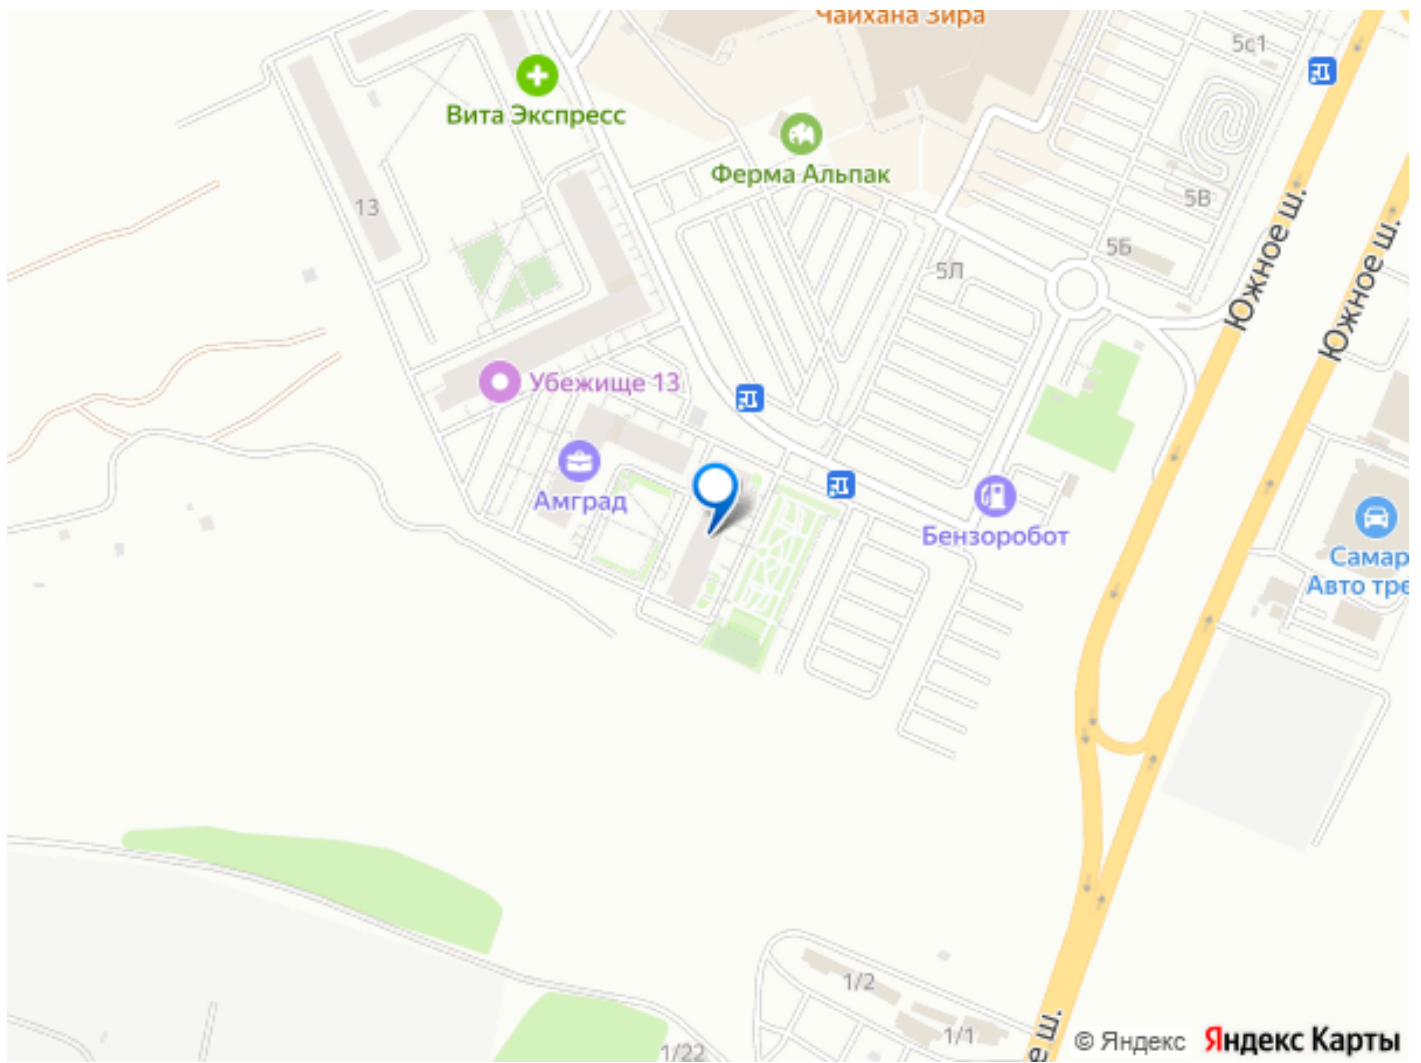 Чайхана Зира
5с1
Вита Экспресс
Ферма Альпак
5В
13
5Б
5Л
Южное ш.
Южное ш.
Убежище 13
Амград
Бензоробот
Самар
Авто тре
1/2
1/1
1/22
е ш.
© Яндекс Яндекс Карты